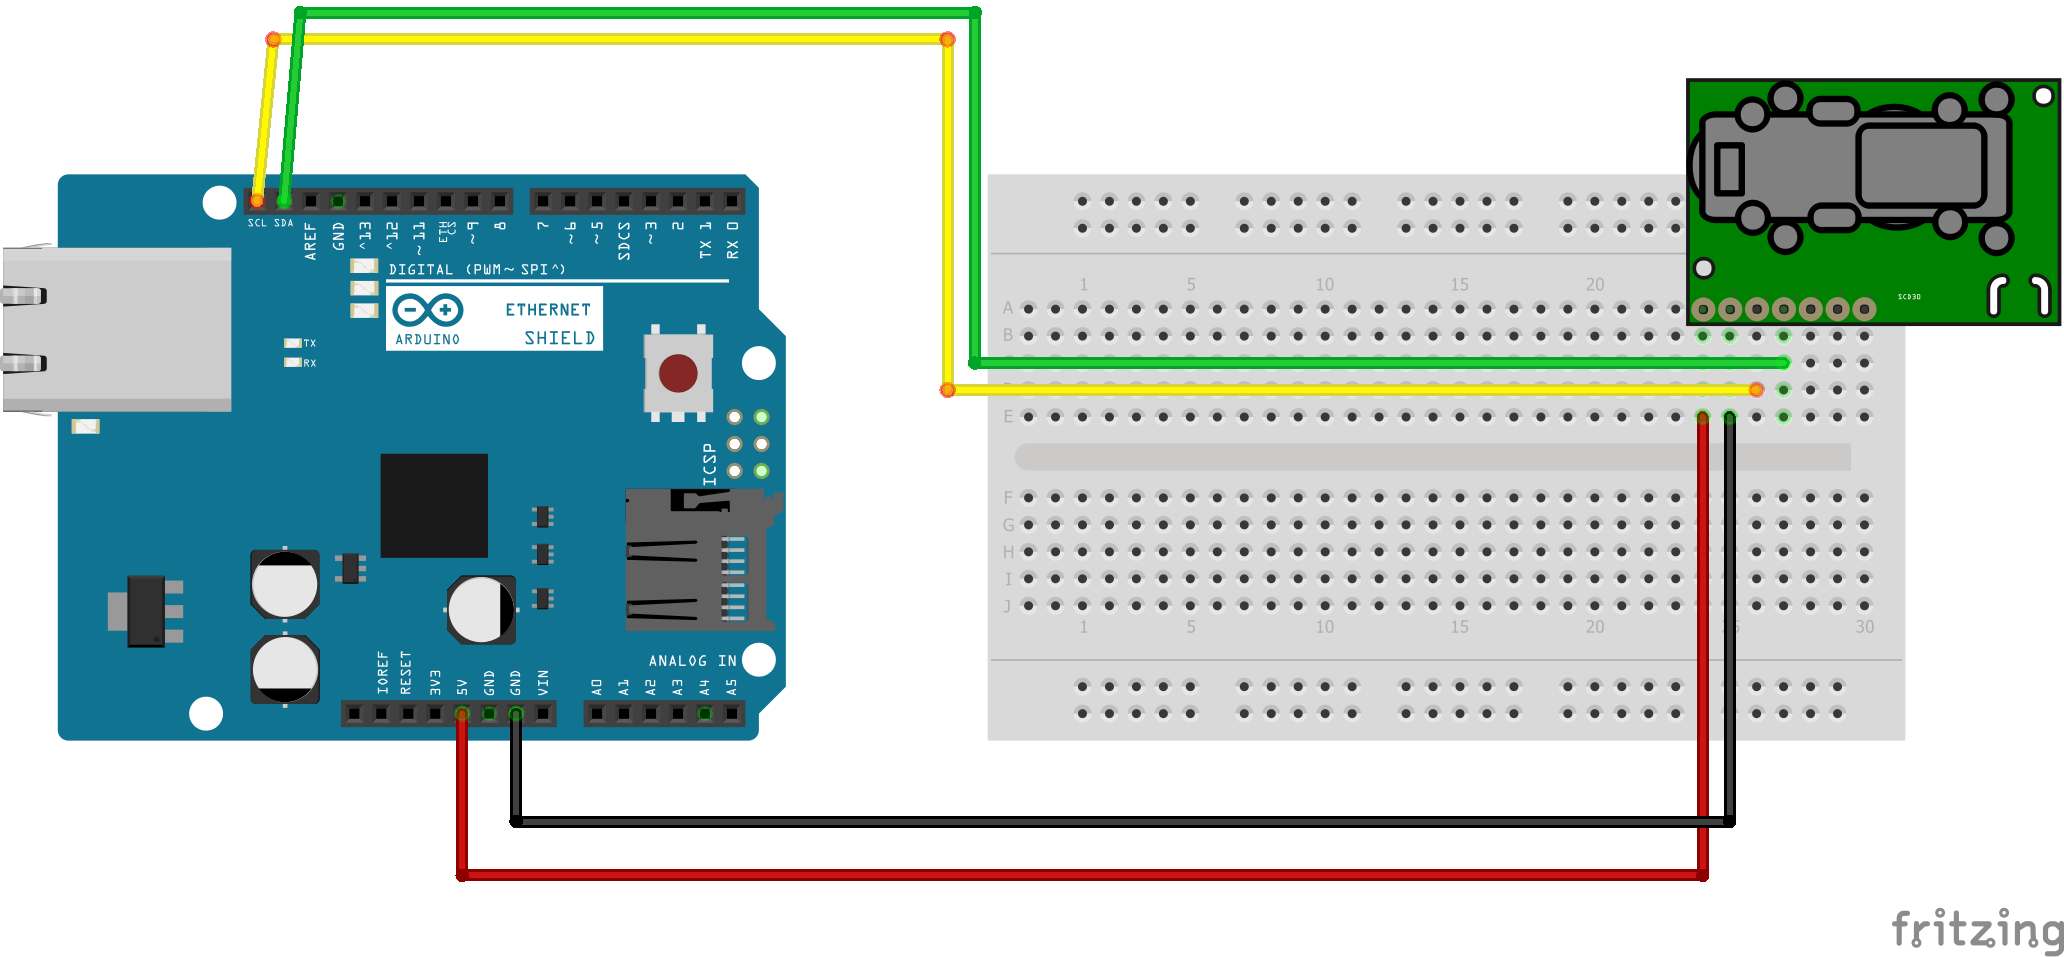 SCL SDA
AREF
GND
^13
^12
~11
ETH
CS
~9
8
7
~6
~5
SDCS
~3
2
TX 1
RX 0
DIGITAL (PWM~ SPI^)
ETHERNET
SHIELD
ARDUINO
TX
RX
ICSP
ANALOG IN
IOREF
RESET
3V3
5V
GND
GND
VIN
A0
A1
A2
A3
A4
A5
1 5 10 15 20
A
B
E
F
G
H
I
J
1 5 10 15 20 30
SCD30
fritzing